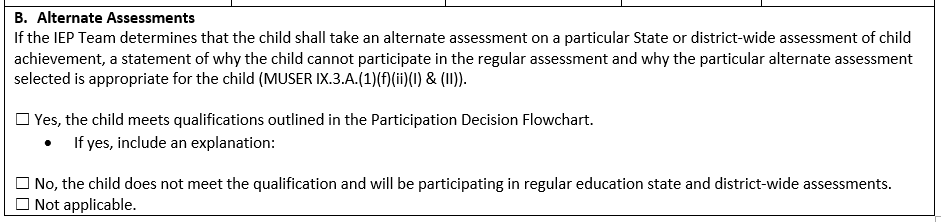 B. Alternate Assessments
If the IEP Team determines that the child shall take an alternate assessment on a particular State or district-wide assessment of child
achievement, a statement of why the child cannot participate in the regular assessment and why the particular alternate assessment
selected is appropriate for the child (MUSER IX.3.A.(1)(f)(ii)(I) & (II)).
☐ Yes, the child meets qualifications outlined in the Participation Decision Flowchart.
• If yes, include an explanation:
☐ No, the child does not meet the qualification and will be participating in regular education state and district-wide assessments.
☐ Not applicable.